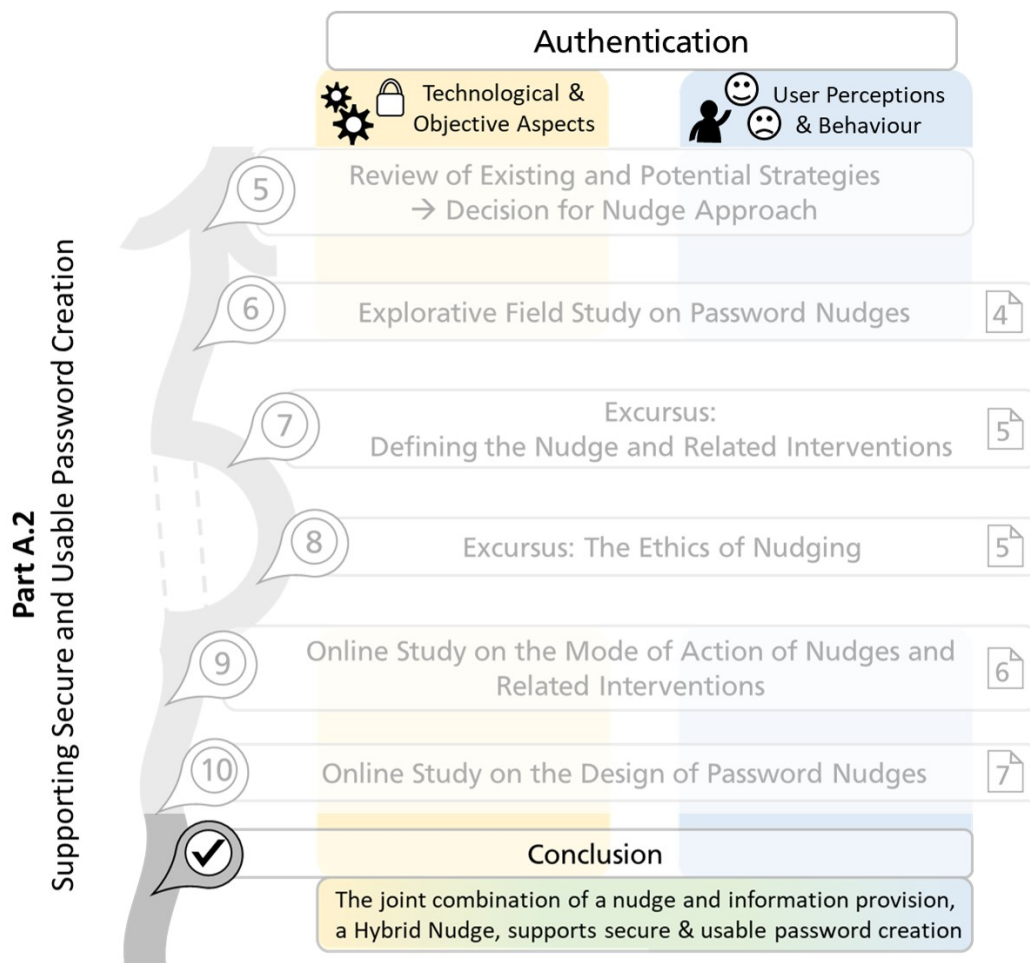 Authentication
Technological &
Objective Aspects
User Perceptions
& Behaviour
Part A.2
Supporting Secure and Usable Password Creation
5
Review of Existing and Potential Strategies
→ Decision for Nudge Approach
6
Explorative Field Study on Password Nudges
4
7
Excursus:
Defining the Nudge and Related Interventions
5
8
Excursus: The Ethics of Nudging
5
9
Online Study on the Mode of Action of Nudges and
Related Interventions
6
10
Online Study on the Design of Password Nudges
7
Conclusion
The joint combination of a nudge and information provision,
a Hybrid Nudge, supports secure & usable password creation